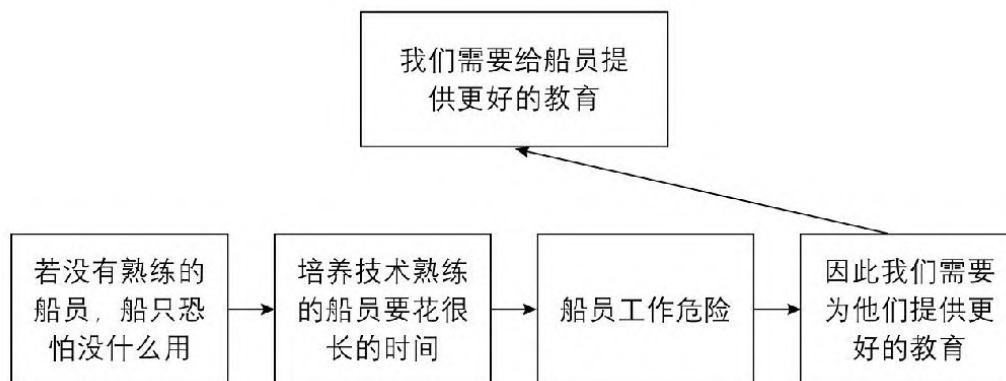 我们需要给船员提
供更好的教育
若没有熟练的
船员，船只恐
怕没什么用
培养技术熟练
的船员要花很
长的时间
船员工作危险
因此我们需要
为他们提供更
好的教育